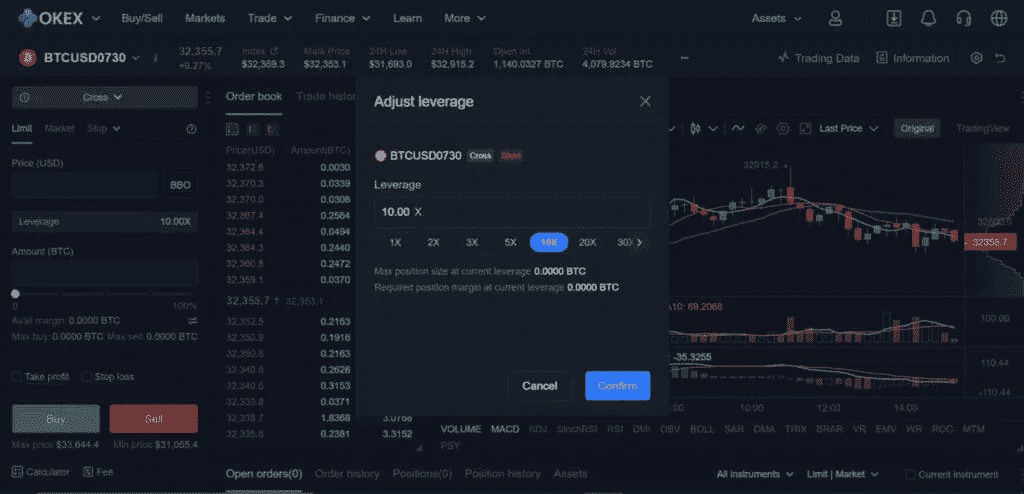 OKEX Buy/Sell Markets Trade Finance Learn More Assets
BTCUSD0730 32,355.7 Index Mark Price 24H Low 24H High Open Int. 24H Vol Trading Data Information
$32,359.3 $32,353.1 $31,693.0 $32,915.2 1,140.0327 BTC 4,079.9234 BTC
Cross
Limit Market Stop
Price (USD)
BBO
Leverage 10.00X
Amount (BTC)
0 100%
Avail margin: 0.0000 BTC
Max buy: 0.0000 BTC Max sell: 0.0000 BTC
Take profit Stop loss
Buy Sell
Max price $33,644.4 Min price $31,055.4
Calculator Fee
Order book Trade histor
Price(USD) Amount(BTC)
32,372.6 0.0030
32,370.3 0.0339
32,370.0 0.0306
32,367.4 0.2564
32,364.4 0.0494
32,364.3 0.2440
32,360.8 0.2472
32,359.1 0.0370
32,355.7 ↑ 32,353.1
32,352.5 0.2163
32,350.9 0.1916
32,350.8 0.2163
32,340.8 0.2628
32,340.6 0.3153
32,339.8 0.0371
32,338.7 1.8368 3.0768
32,335.8 0.2381 3.3152
Adjust leverage
BTCUSD0730 Cross Short
Leverage
10.00 X
1X 2X 3X 5X 10X 20X 30X
Max position size at current leverage 0.0000 BTC
Required position margin at current leverage 0.0000 BTC
Cancel Confirm
Last Price Original TradingView
32915.2
32355.7
A10: 69.2068
100.00
-35.3255
110.44
-110.44
:00 10:00 12:00 14:00
VOLUME MACD KDJ StochRSI RSI DMI OBV BOLL SAR DMA TRIX BRAR VR EMV WR ROC MTM
PSY
Open orders(0) Order history Positions(0) Position history Assets All Instruments Limit | Market Current instrument